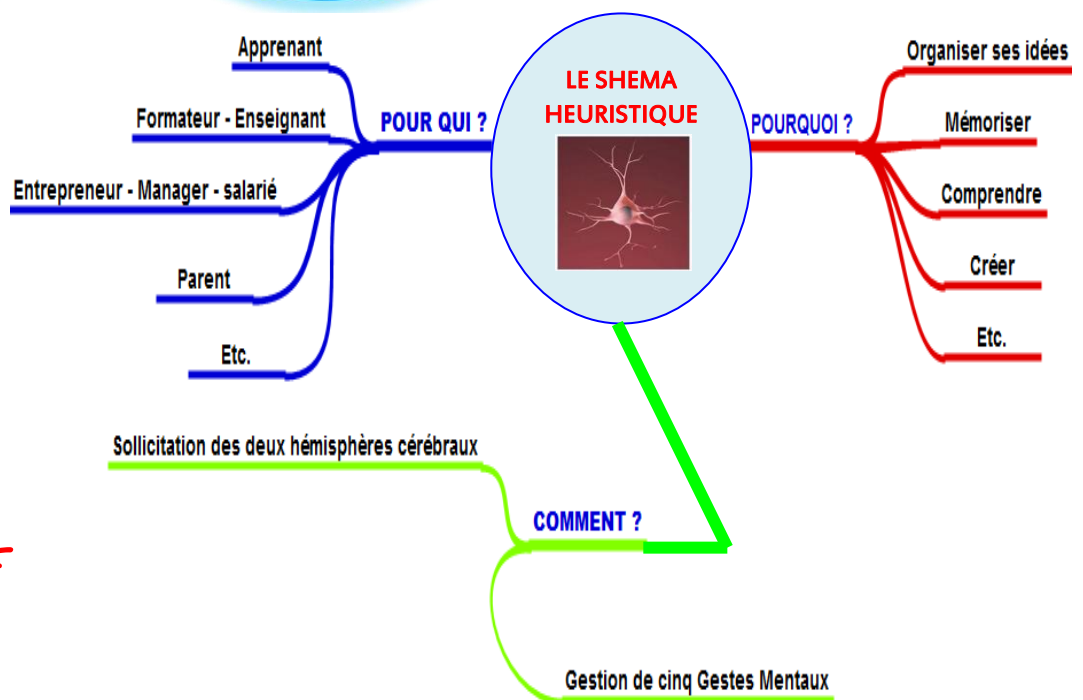 LE SHEMA
HEURISTIQUE
POUR QUI ?
Apprenant
Formateur - Enseignant
Entrepreneur - Manager - salarié
Parent
Etc.
POURQUOI ?
Organiser ses idées
Mémoriser
Comprendre
Créer
Etc.
COMMENT ?
Sollicitation des deux hémisphères cérébraux
Gestion de cinq Gestes Mentaux